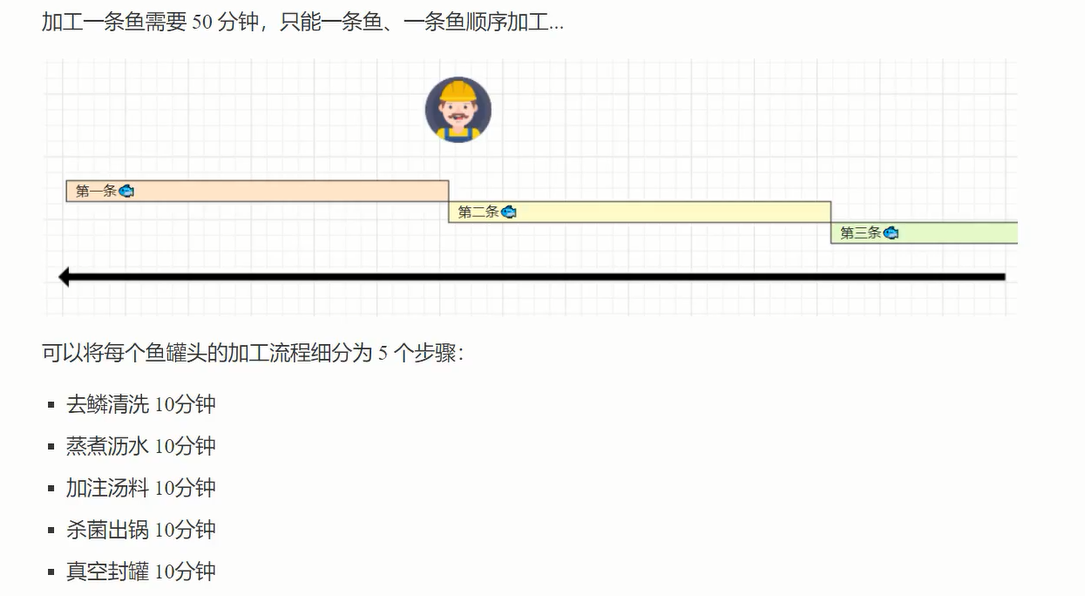 加工一条鱼需要 50 分钟，只能一条鱼、一条鱼顺序加工...
第一条
第二条
第三条
可以将每个鱼罐头的加工流程细分为 5 个步骤：
去鳞清洗 10分钟
蒸煮沥水 10分钟
加注汤料 10分钟
杀菌出锅 10分钟
真空封罐 10分钟